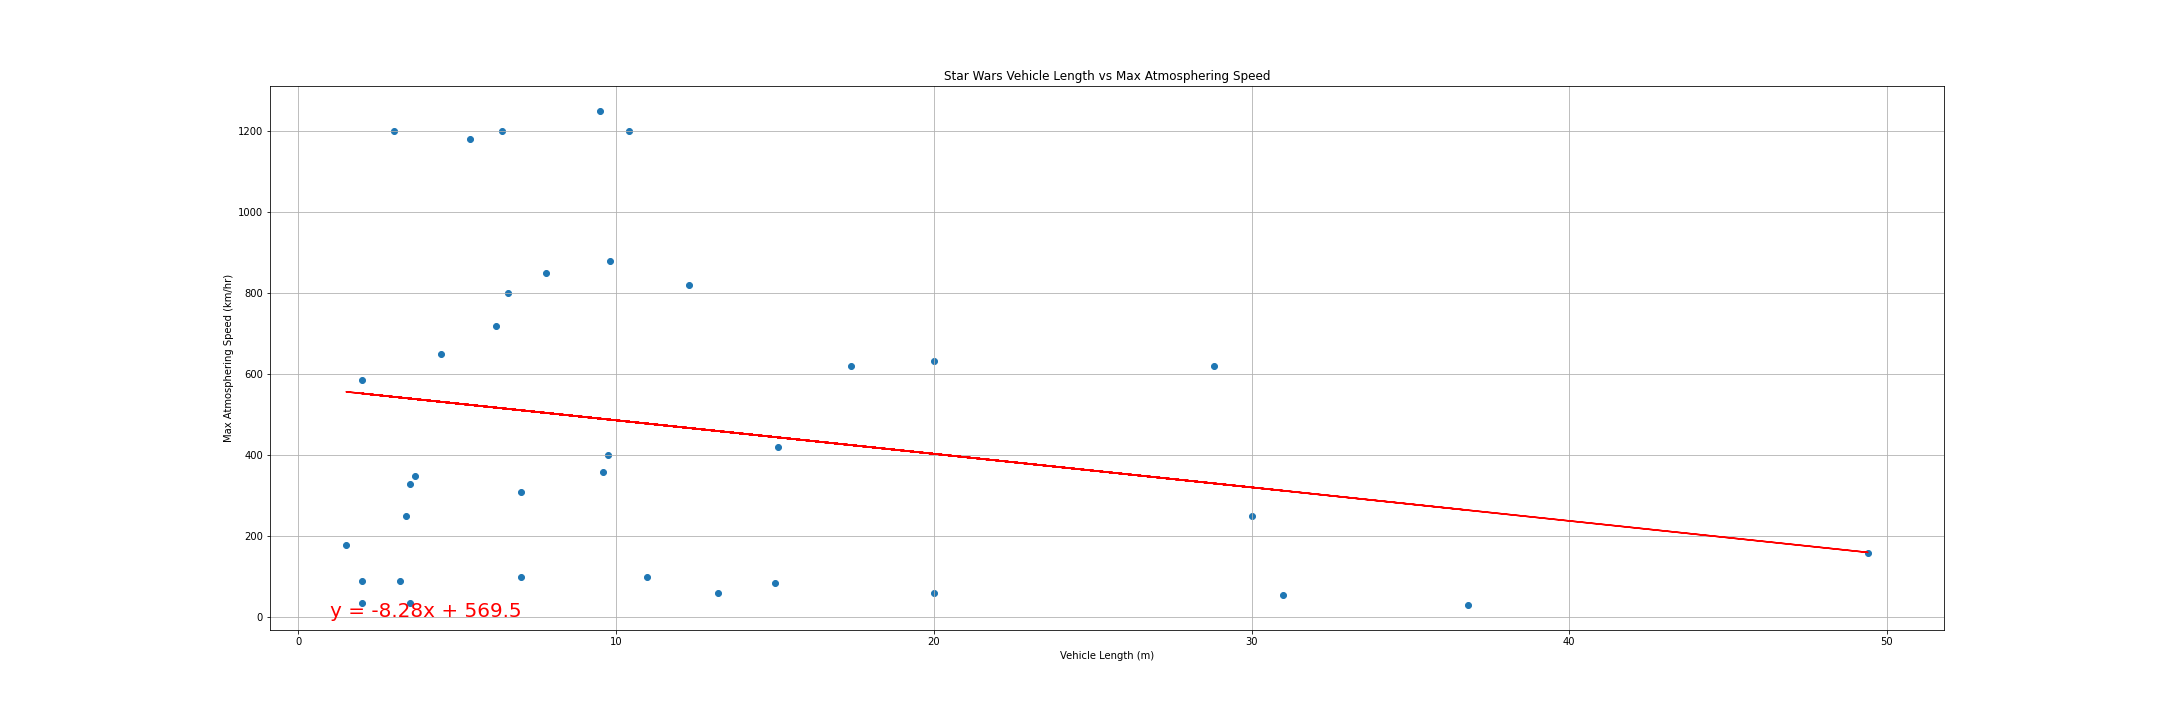 Star Wars Vehicle Length vs Max Atmosphering Speed
Max Atmosphering Speed (km/hr)
1200
1000
800
600
400
200
0
y = -8.28x + 569.5
0 10 20 30 40 50
Vehicle Length (m)